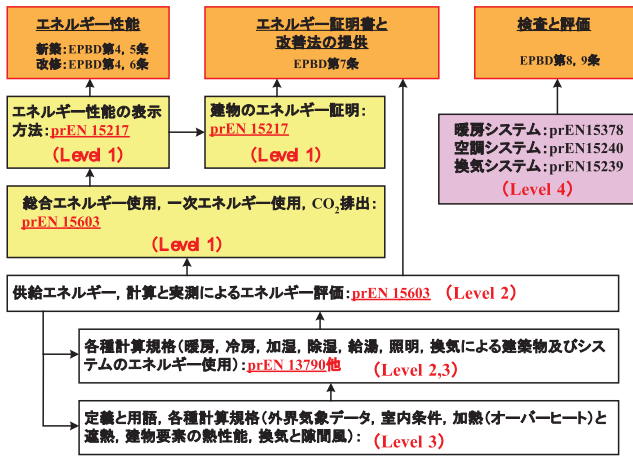 エネルギー性能
新築:EPBD第4, 5条
改修:EPBD第4, 6条
エネルギー証明書と
改善法の提供
EPBD第7条
検査と評価
EPBD第8, 9条
エネルギー性能の表示
方法:prEN 15217
(Level 1)
建物のエネルギー証明:
prEN 15217
(Level 1)
暖房システム:prEN15378
空調システム:prEN15240
換気システム:prEN15239
(Level 4)
総合エネルギー使用, 一次エネルギー使用, CO₂排出:
prEN 15603
(Level 1)
供給エネルギー, 計算と実測によるエネルギー評価:prEN 15603 (Level 2)
各種計算規格(暖房, 冷房, 加湿, 除湿, 給湯, 照明, 換気による建築物及びシス
テムのエネルギー使用):prEN 13790他 (Level 2,3)
定義と用語, 各種計算規格(外界気象データ, 室内条件, 加熱(オーバーヒート)と
遮熱, 建物要素の熱性能, 換気と隙間風): (Level 3)